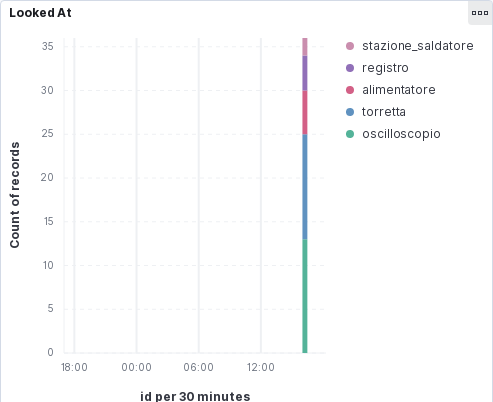 Looked At
Count of records
35
30
25
20
15
10
5
0
18:00 00:00 06:00 12:00
id per 30 minutes
stazione_saldatore
registro
alimentatore
torretta
oscilloscopio